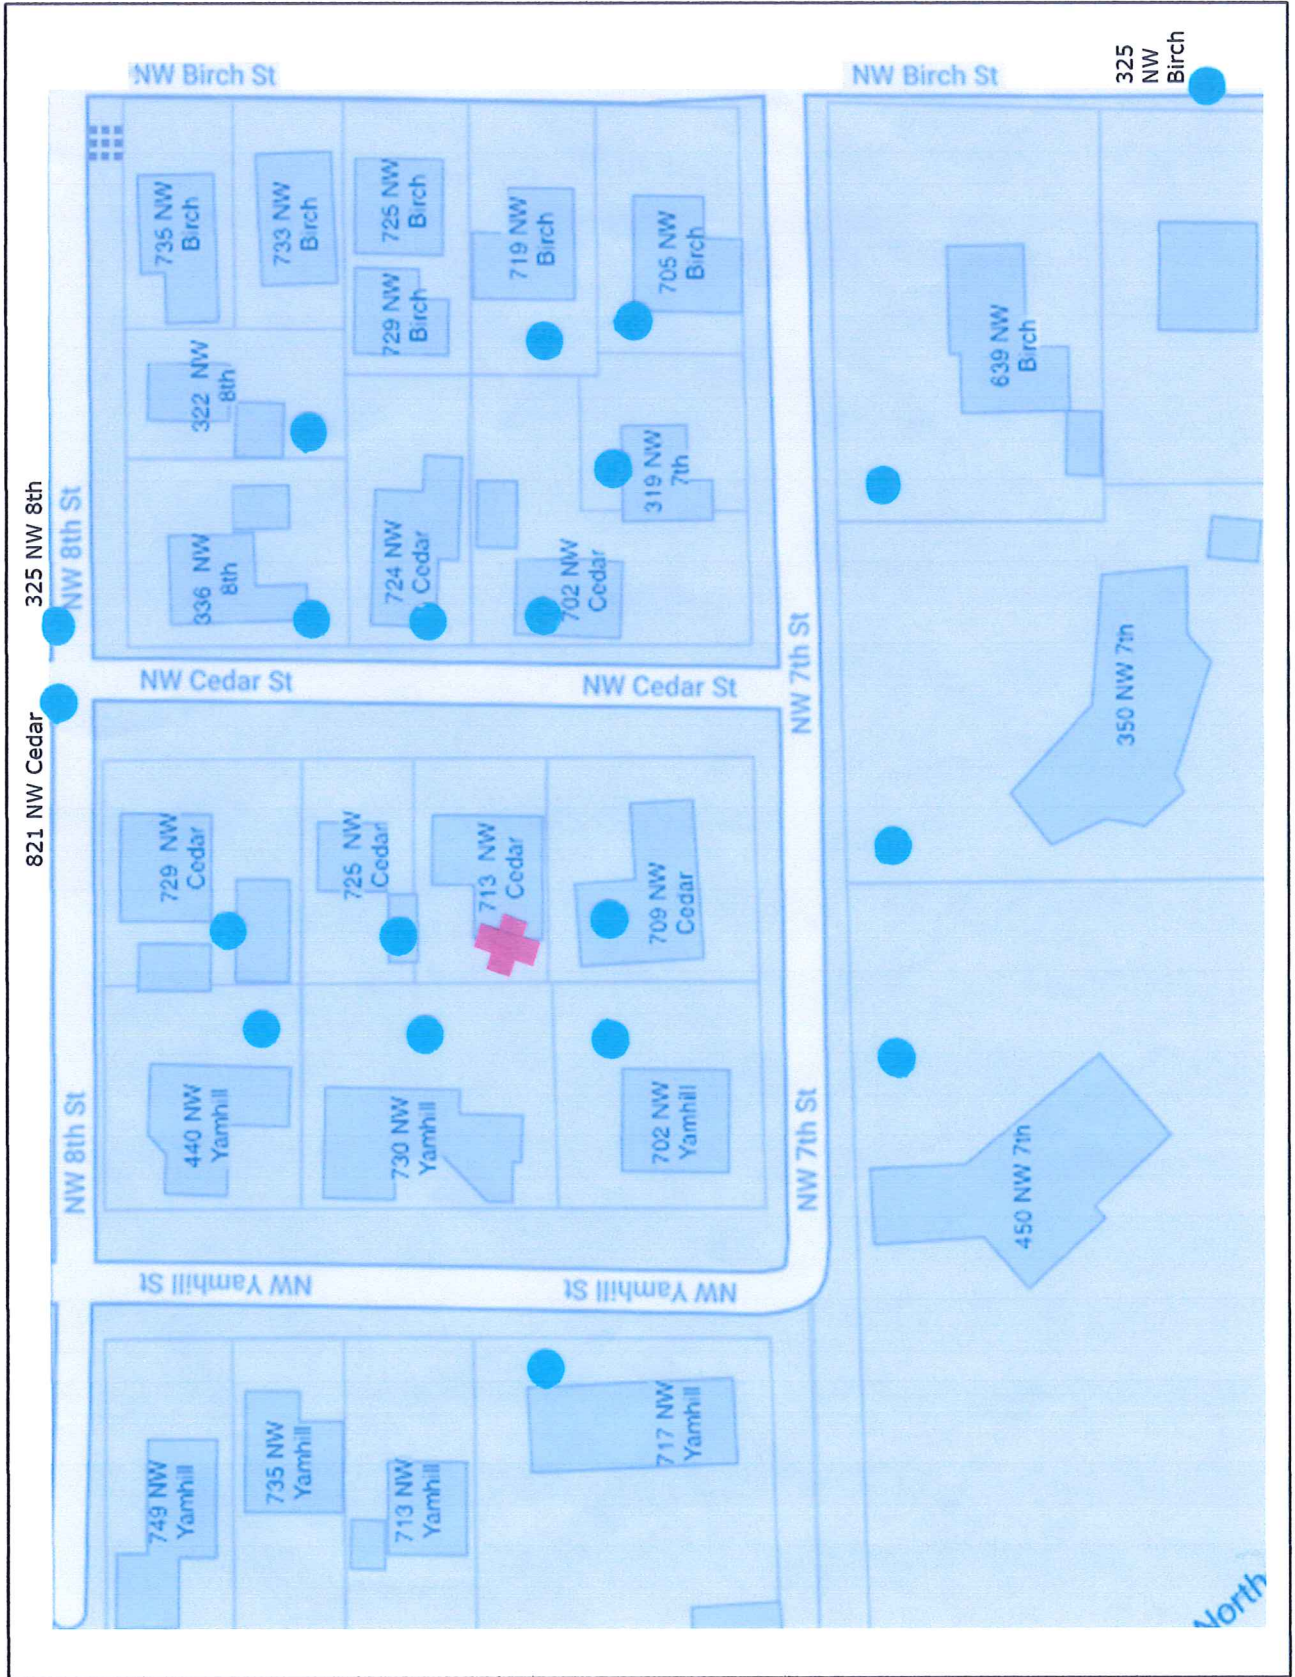 NW Birch St
NW Birch St
325
NW
Birch
735 NW
Birch
733 NW
Birch
725 NW
Birch
729 NW
Birch
719 NW
Birch
705 NW
Birch
639 NW
Birch
322 NW
8th
336 NW
8th
724 NW
Cedar
702 NW
Cedar
319 NW
7th
325 NW 8th
NW 8th St
NW Cedar St
NW Cedar St
NW 7th St
350 NW 7th
821 NW Cedar
729 NW
Cedar
725 NW
Cedar
713 NW
Cedar
709 NW
Cedar
440 NW
Yamhill
730 NW
Yamhill
702 NW
Yamhill
NW 8th St
NW 7th St
450 NW 7th
NW Yamhill St
NW Yamhill St
749 NW
Yamhill
735 NW
Yamhill
713 NW
Yamhill
717 NW
Yamhill
North